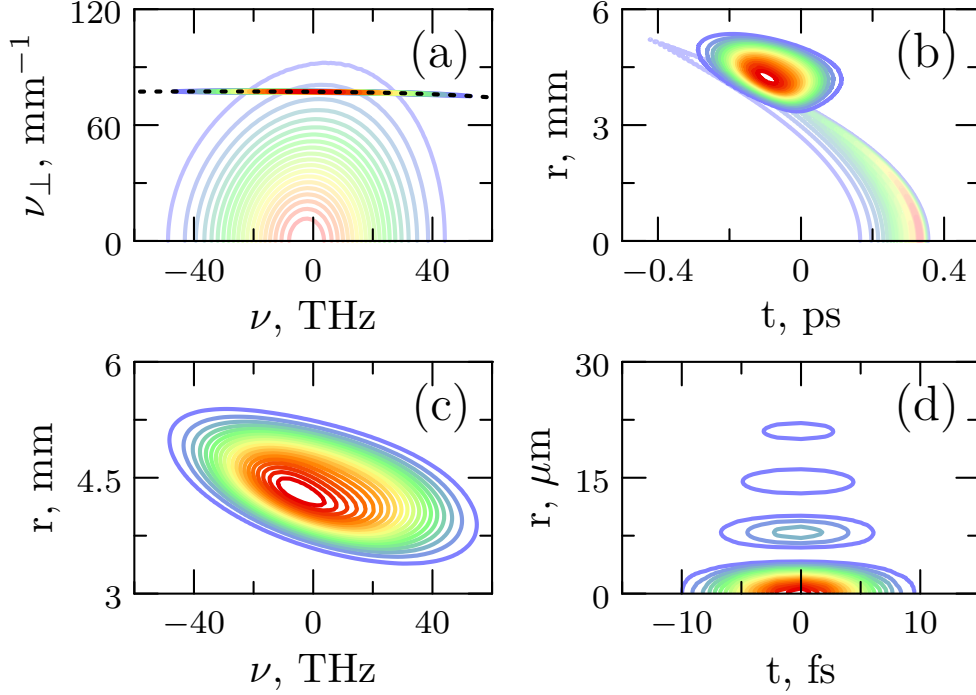 120
60
0
ν⊥, mm⁻¹
(a)
−40
0
40
ν, THz
6
3
0
r, mm
(b)
−0.4
0
0.4
t, ps
6
4.5
3
r, mm
(c)
−40
0
40
ν, THz
30
15
0
r, μm
(d)
−10
0
10
t, fs